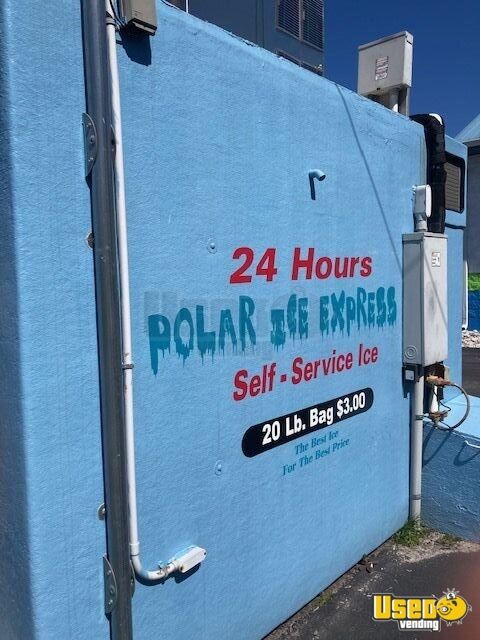 24 Hours
POLAR ICE EXPRESS
Self - Service Ice
20 Lb. Bag $3.00
The Best Ice
For The Best Price
Used
vending